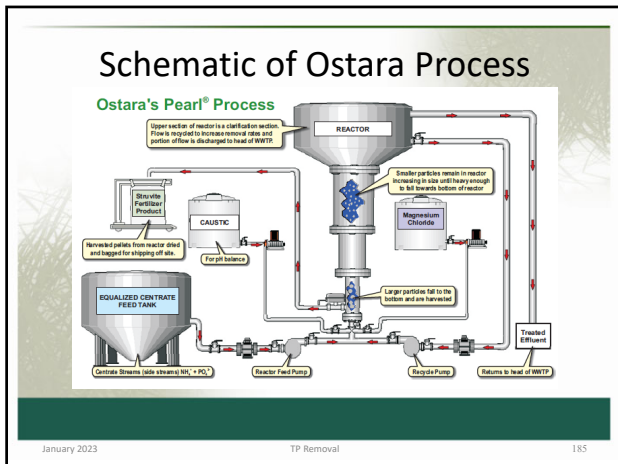 Schematic of Ostara Process
Ostara's Pearl® Process
Upper section of reactor is a clarification section.
Flow is recycled to increase removal rates and
portion of flow is discharged to head of WWTP.
REACTOR
Smaller particles remain in reactor
increasing in size until heavy enough
to fall towards bottom of reactor
Struvite
Fertilizer
Product
CAUSTIC
Magnesium
Chloride
Harvested pellets from reactor dried
and bagged for shipping off site.
For pH balance
Larger particles fall to the
bottom and are harvested
EQUALIZED CENTRATE
FEED TANK
Treated
Effluent
Centrate Streams (side streams) NH₄⁺ + PO₄⁻³
Reactor Feed Pump
Recycle Pump
Returns to head of WWTP
January 2023
TP Removal
185